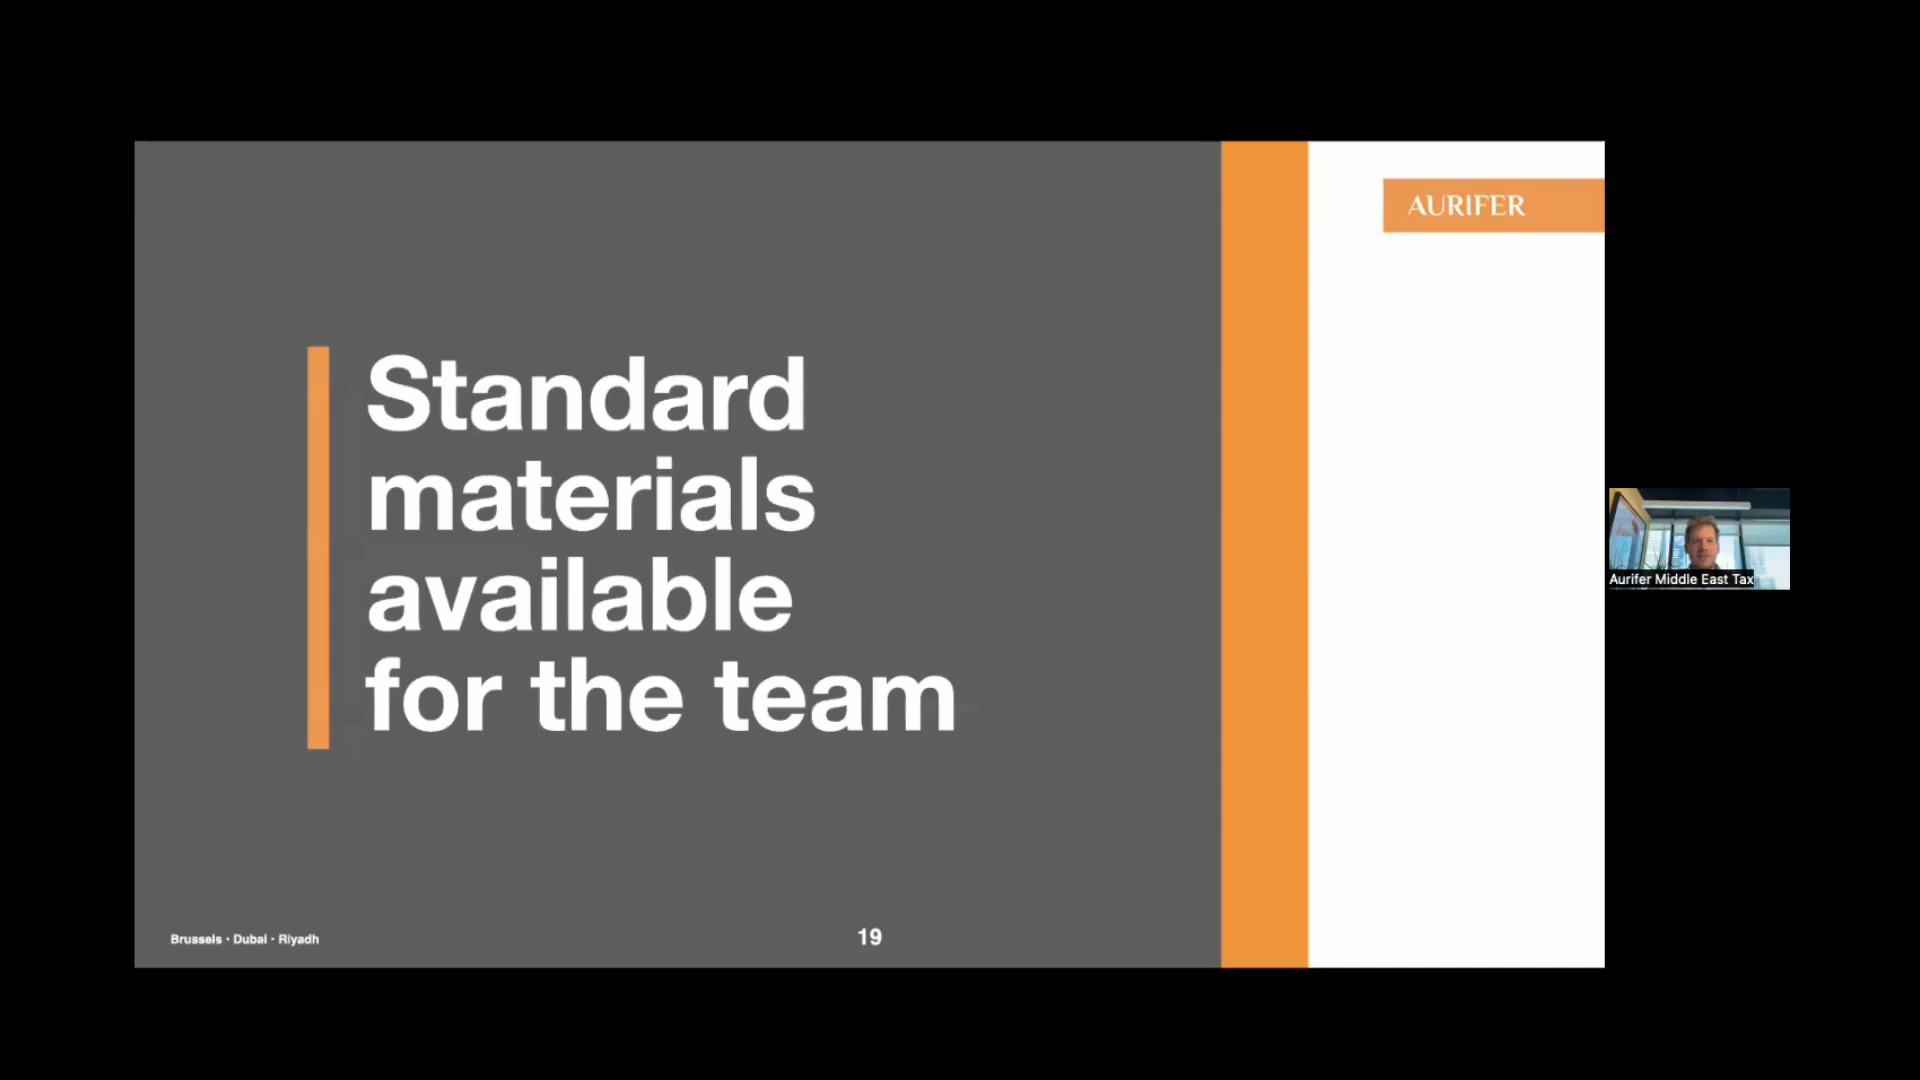 AURIFER
Standard
materials
available
for the team
Aurifer Middle East Tax
Brussels · Dubai · Riyadh
19